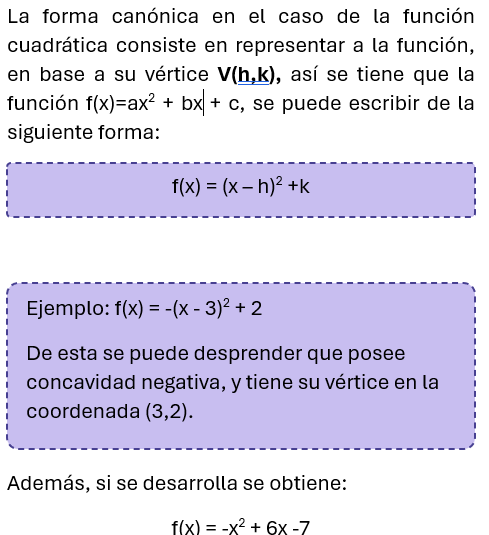 La forma canónica en el caso de la función
cuadrática consiste en representar a la función,
en base a su vértice V(h,k), así se tiene que la
función f(x)=ax² + bx + c, se puede escribir de la
siguiente forma:
f(x) = (x – h)² +k
Ejemplo: f(x) = -(x - 3)² + 2
De esta se puede desprender que posee
concavidad negativa, y tiene su vértice en la
coordenada (3,2).
Además, si se desarrolla se obtiene:
f(x) = -x² + 6x -7